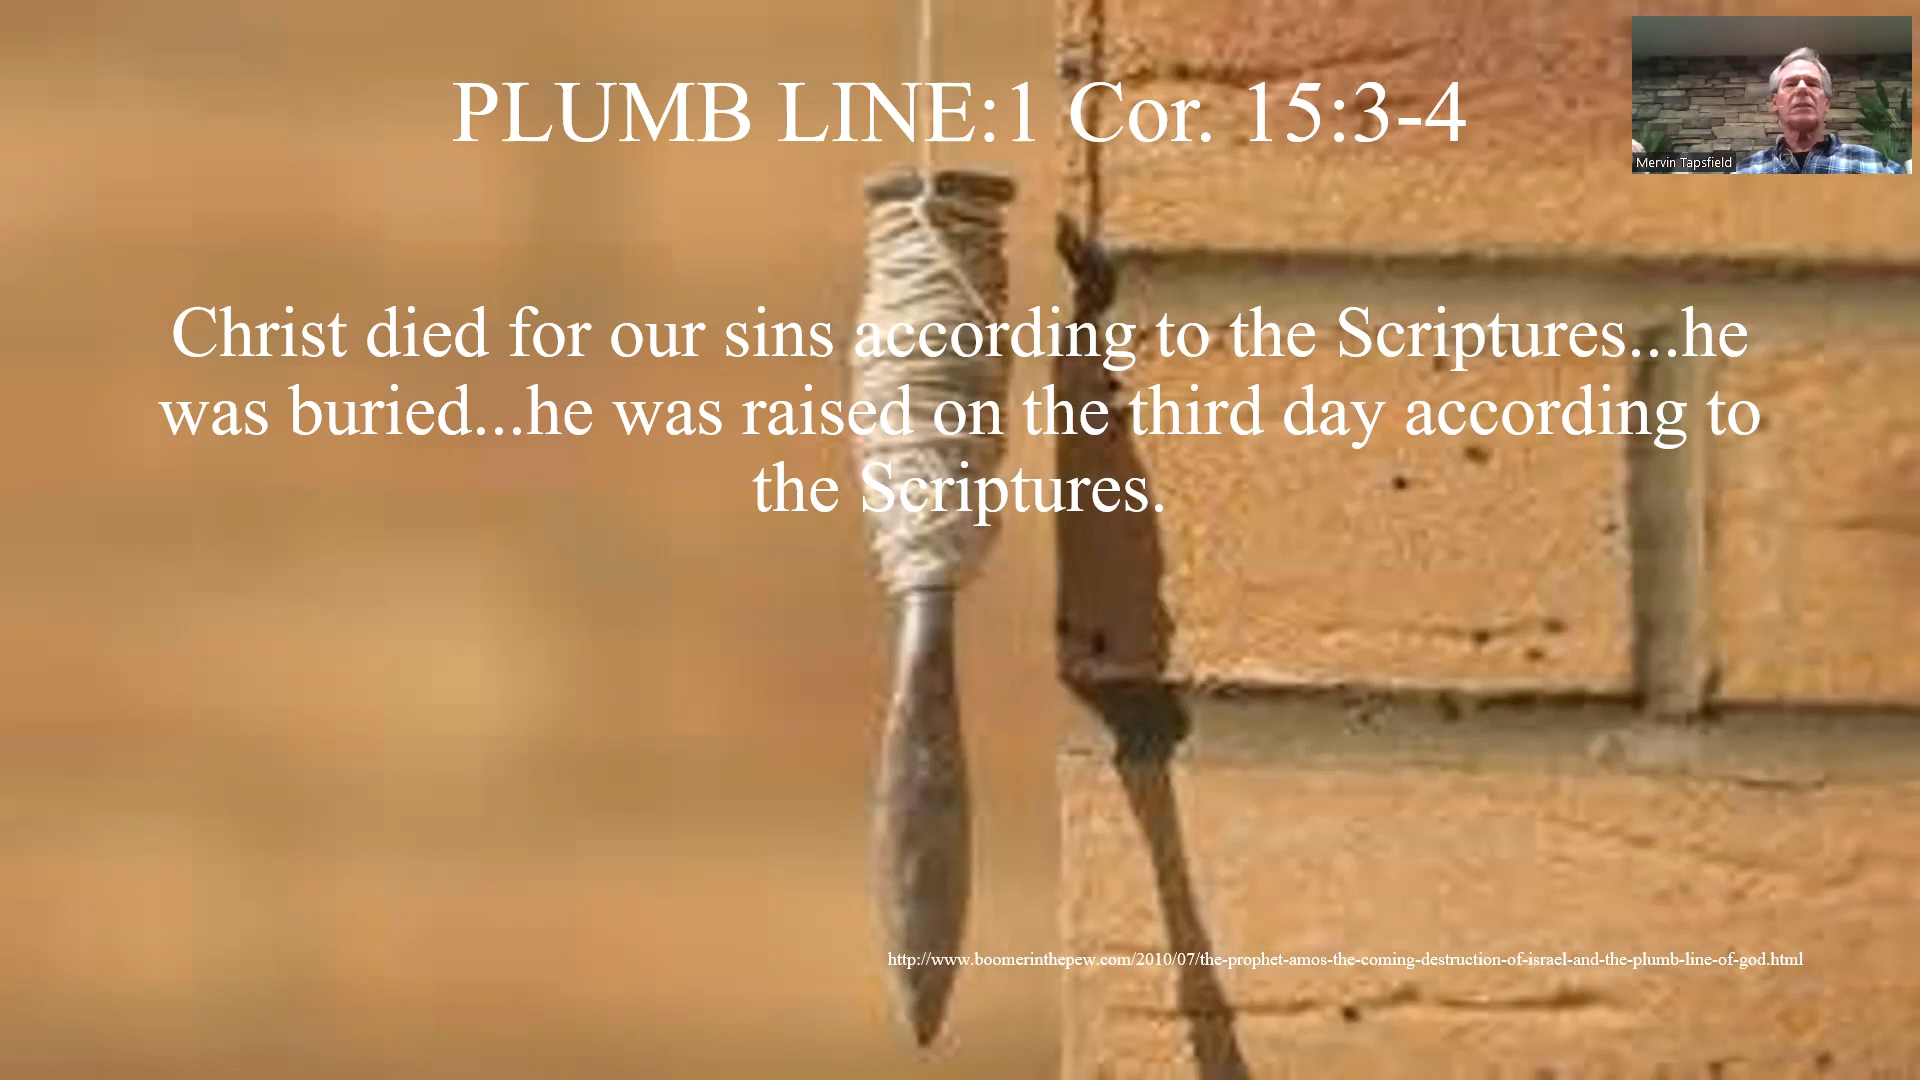 PLUMB LINE:1 Cor. 15:3-4
Mervin Tapsfield
Christ died for our sins according to the Scriptures...he
was buried...he was raised on the third day according to
the Scriptures.
http://www.boomerinthepew.com/2010/07/the-prophet-amos-the-coming-destruction-of-israel-and-the-plumb-line-of-god.html